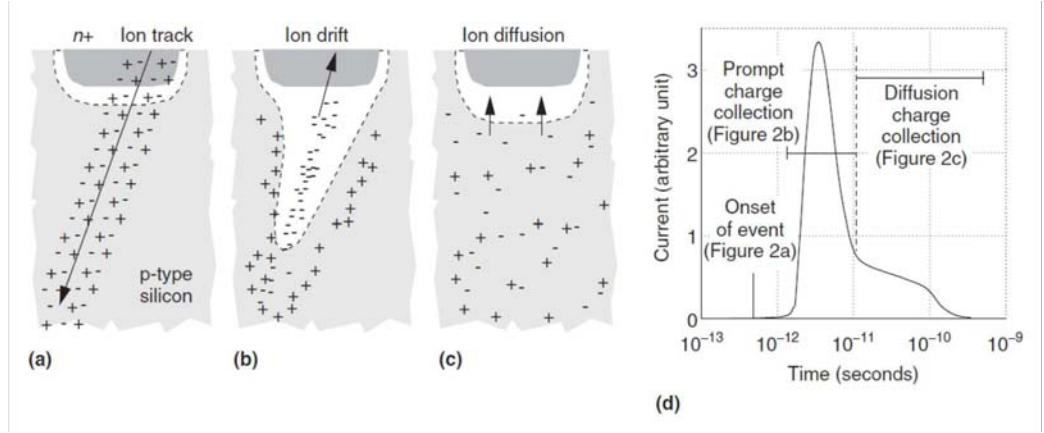 n+ Ion track
p-type
silicon
(a)
Ion drift
(b)
Ion diffusion
(c)
Current (arbitrary unit)
3
2
1
0
Prompt
charge
collection
(Figure 2b)
Diffusion
charge
collection
(Figure 2c)
Onset
of event
(Figure 2a)
10⁻¹³ 10⁻¹² 10⁻¹¹ 10⁻¹⁰ 10⁻⁹
Time (seconds)
(d)